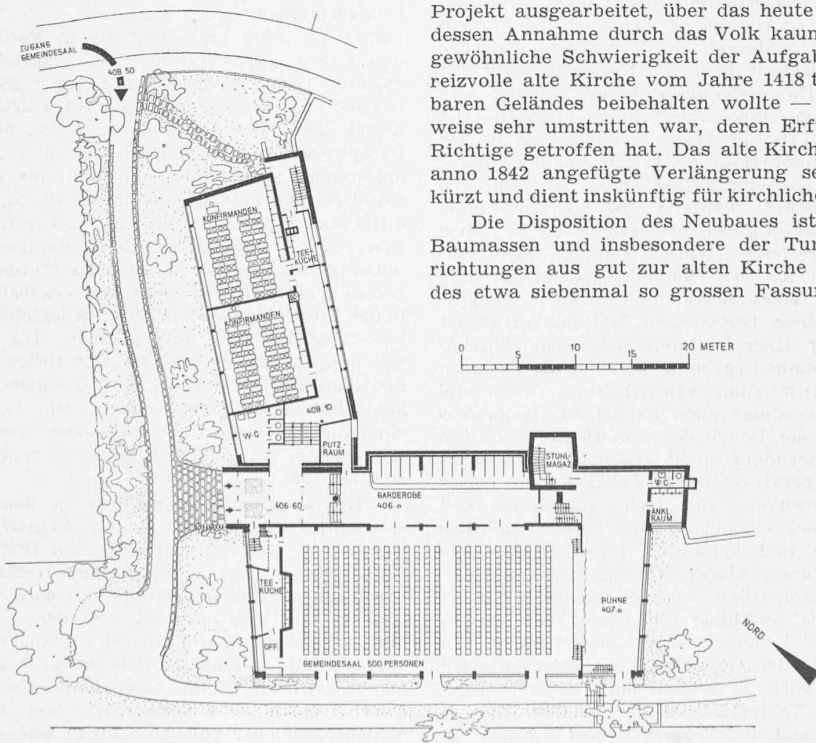 Projekt ausgearbeitet, über das heute
dessen Annahme durch das Volk kaum
gewöhnliche Schwierigkeit der Aufgab
reizvolle alte Kirche vom Jahre 1418 t
baren Geländes beibehalten wollte —
weise sehr umstritten war, deren Erf
Richtige getroffen hat. Das alte Kirch
anno 1842 angefügte Verlängerung se
kürzt und dient inskünftig für kirchliche
Die Disposition des Neubaues ist
Baumassen und insbesondere der Tur
richtungen aus gut zur alten Kirche
des etwa siebenmal so grossen Fassun
ZUGANG
GEMEINDESAAL
408.50
KONFIRMANDEN
TEE-
KÜCHE
KONFIRMANDEN
5 10 15 20 METER
408.10
W·C
PUTZ-
RAUM
STUHL-
MAGAZ.
GARDEROBE
406.0
406.60
W·C
ANKL.
RAUM
TEE-
KÜCHE
OFF.
BÜHNE
407.0
GEMEINDESAAL 500 PERSONEN
NORD